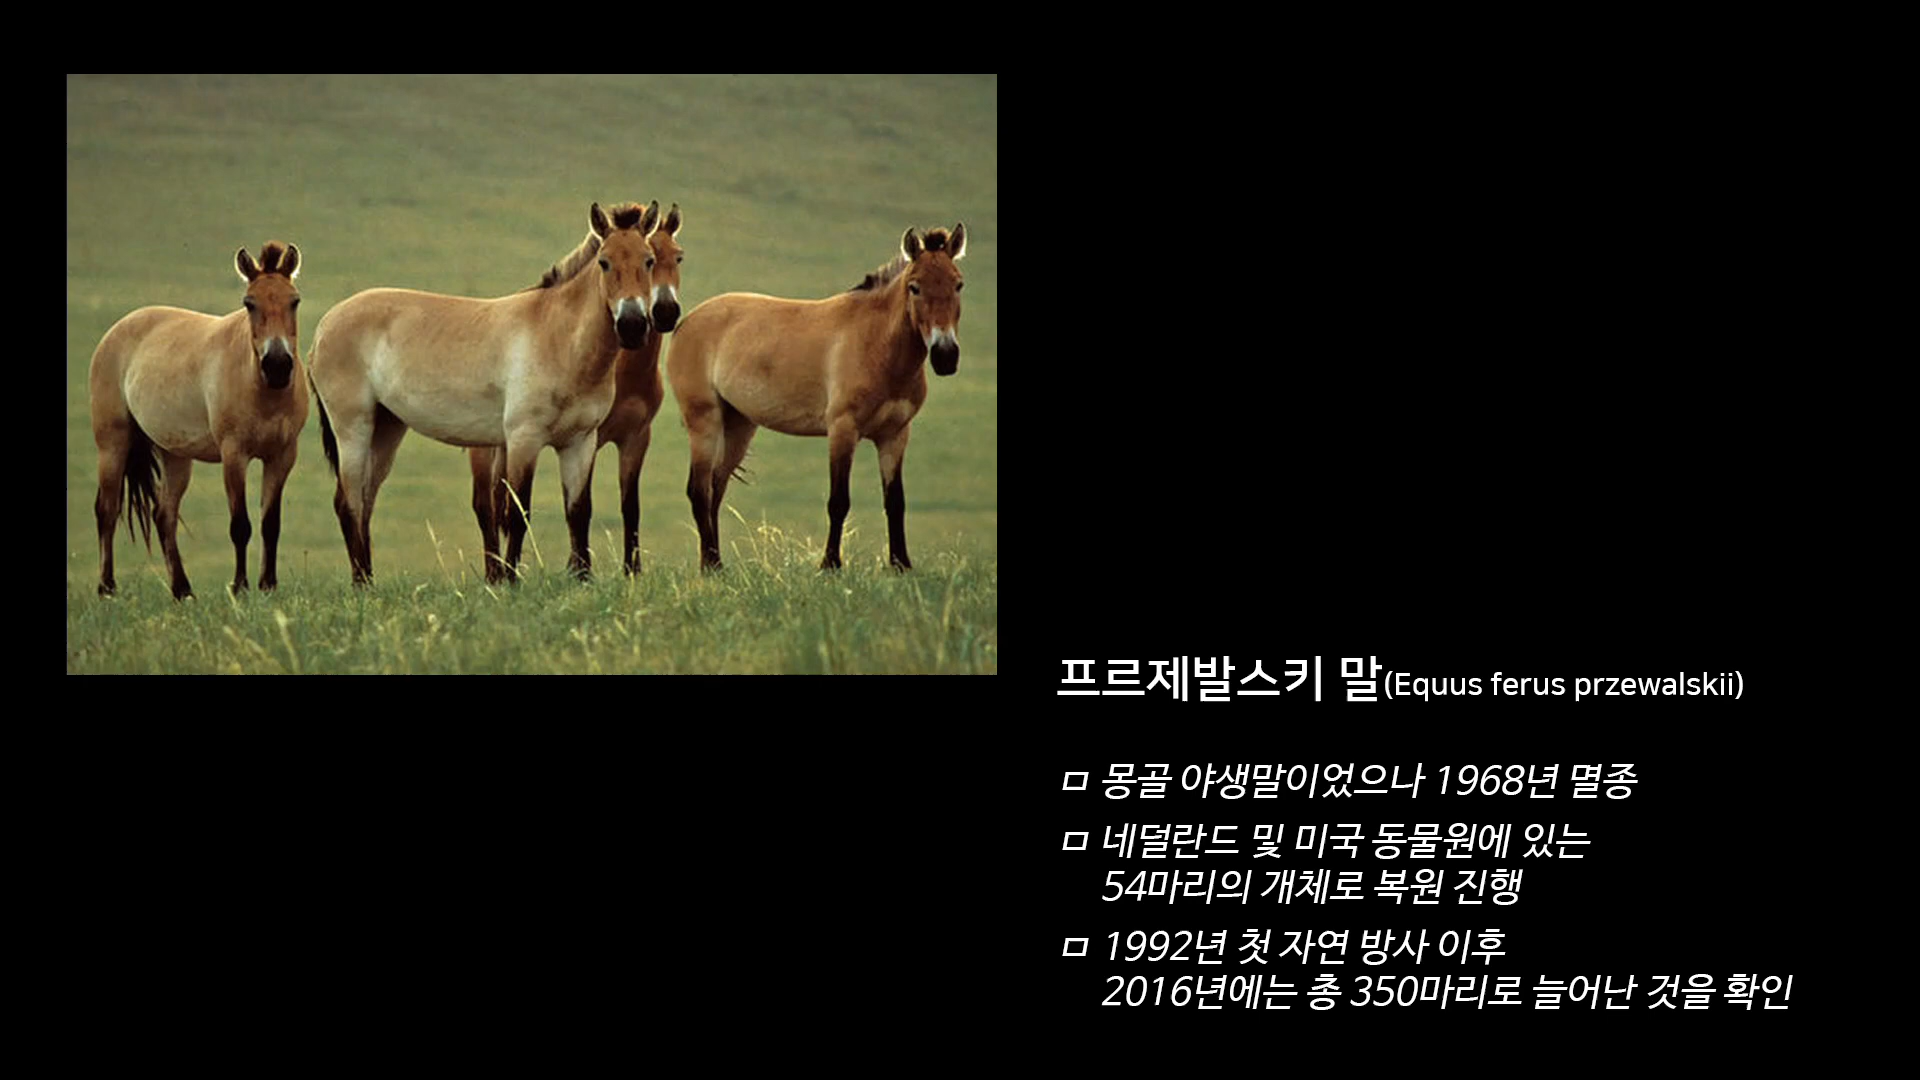 프르제발스키 말(Equus ferus przewalskii)
ㅁ 몽골 야생말이었으나 1968년 멸종
ㅁ 네덜란드 및 미국 동물원에 있는
54마리의 개체로 복원 진행
ㅁ 1992년 첫 자연 방사 이후
2016년에는 총 350마리로 늘어난 것을 확인